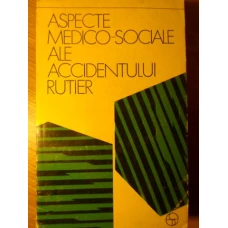 ASPECTE
MEDICO-SOCIALE
ALE
ACCIDENTULUI
RUTIER